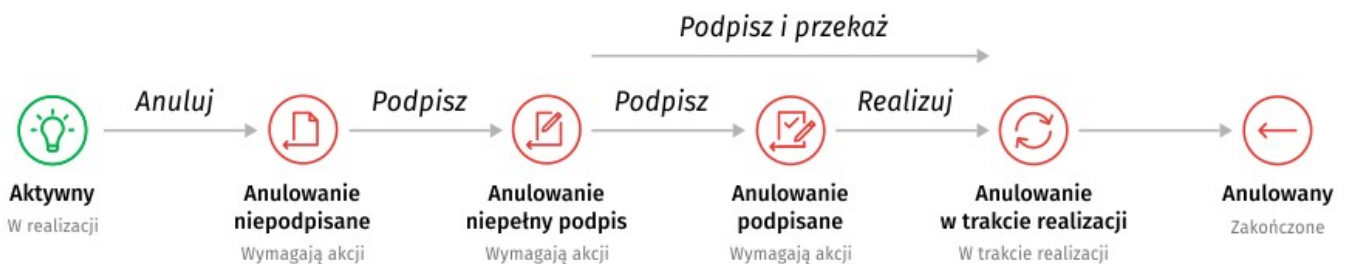 Podpisz i przekaż
Anuluj
Podpisz
Podpisz
Realizuj
Aktywny
W realizacji
Anulowanie
niepodpisane
Wymagają akcji
Anulowanie
niepełny podpis
Wymagają akcji
Anulowanie
podpisane
Wymagają akcji
Anulowanie
w trakcie realizacji
W trakcie realizacji
Anulowany
Zakończone